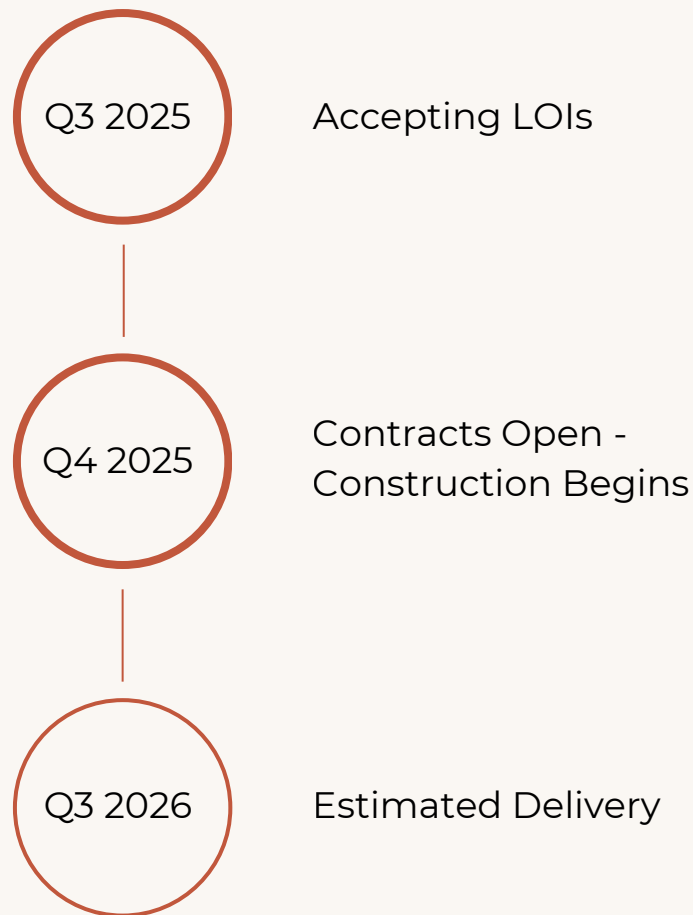 Q3 2025
Accepting LOIs
Q4 2025
Contracts Open -
Construction Begins
Q3 2026
Estimated Delivery